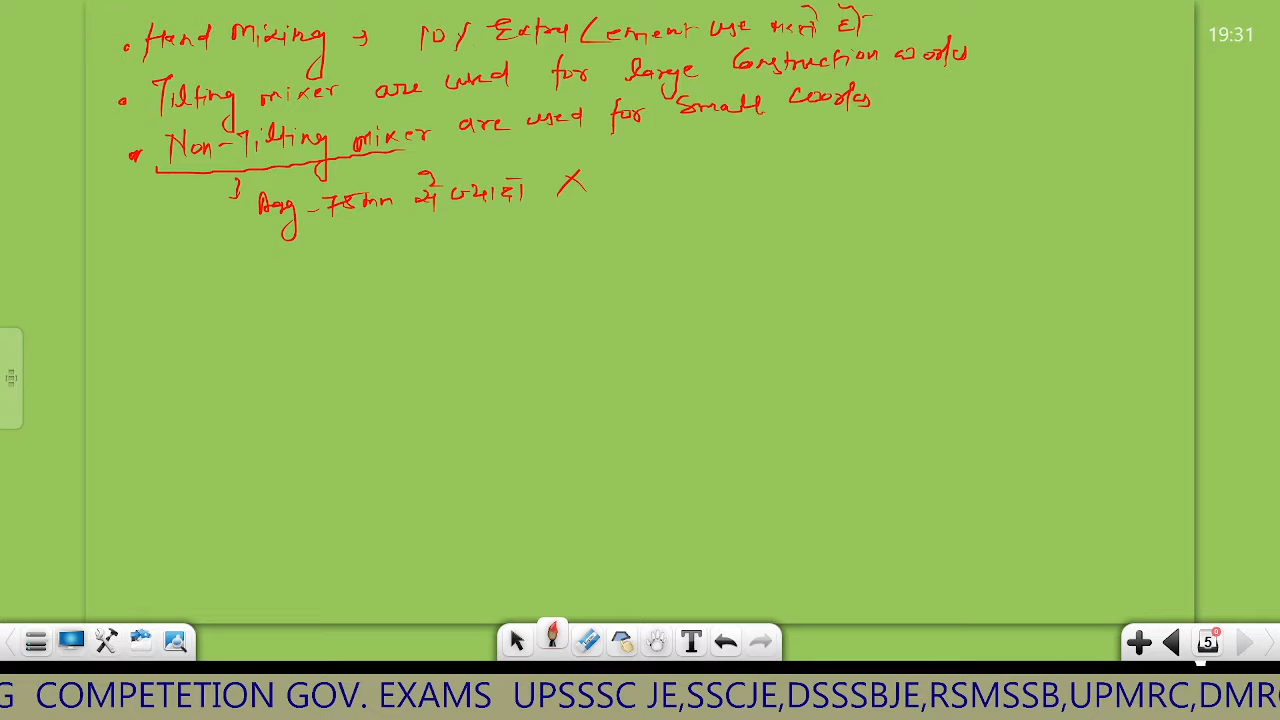 • Hand Mixing → 10% Extra Cement use करते है
19:31
• Tilting mixer are used for large Construction works
• Non-Tilting mixer are used for Small works
Agg - 75mm से ज्यादा ×
5
G COMPETETION GOV. EXAMS UPSSSC JE,SSCJE,DSSSBJE,RSMSSB,UPMRC,DMR